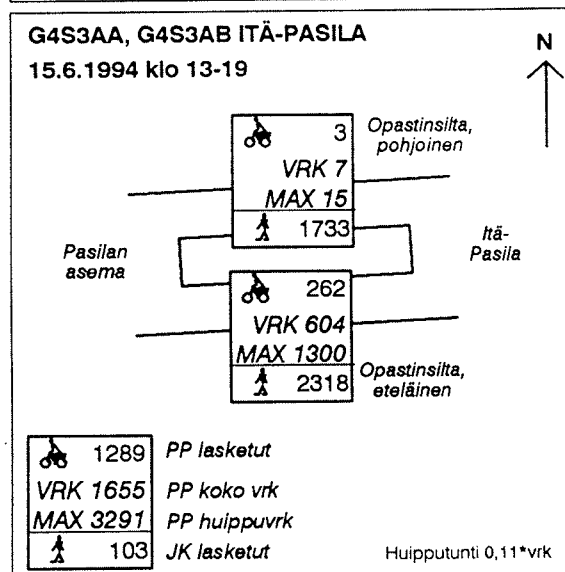 G4S3AA, G4S3AB ITÄ-PASILA
15.6.1994 klo 13-19
N
3
VRK 7
MAX 15
1733
Opastinsilta,
pohjoinen
Pasilan
asema
Itä-
Pasila
262
VRK 604
MAX 1300
2318
Opastinsilta,
eteläinen
1289 PP lasketut
VRK 1655 PP koko vrk
MAX 3291 PP huippuvrk
103 JK lasketut
Huipputunti 0,11*vrk